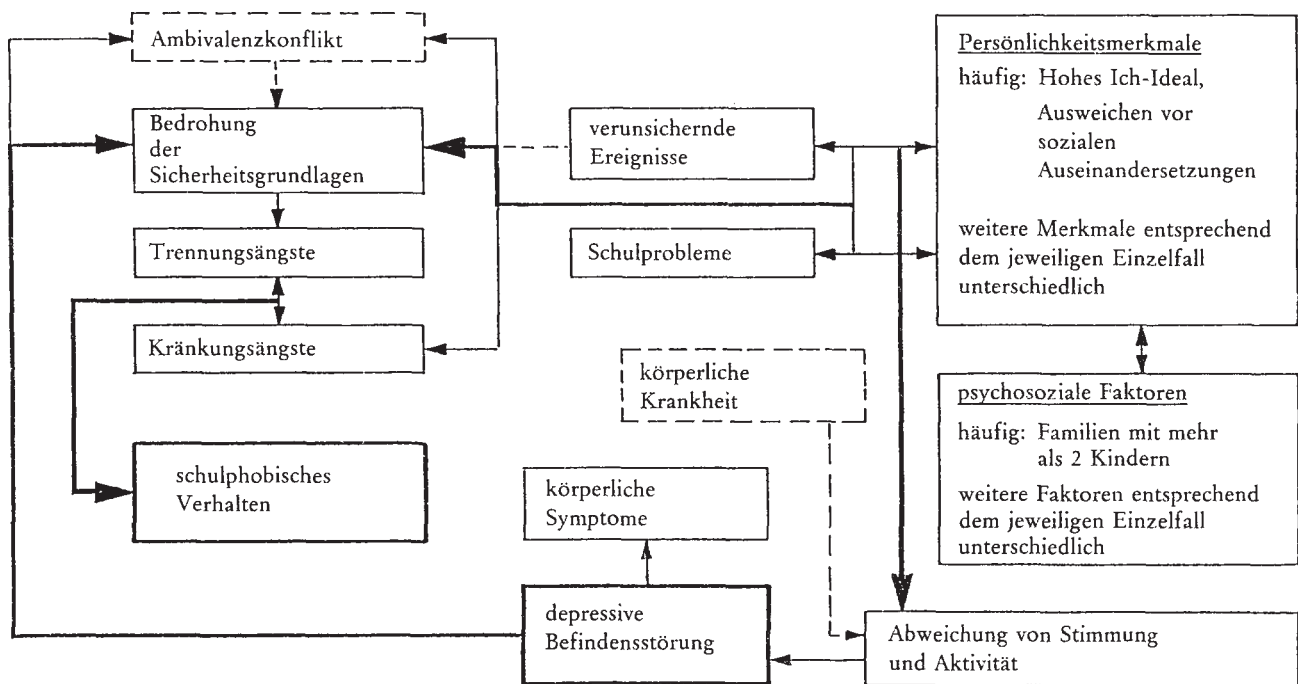 Ambivalenzkonflikt
Bedrohung
der
Sicherheitsgrundlagen
Trennungsängste
Kränkungsängste
schulphobisches
Verhalten
verunsichernde
Ereignisse
Schulprobleme
körperliche
Krankheit
körperliche
Symptome
depressive
Befindensstörung
Persönlichkeitsmerkmale
häufig: Hohes Ich-Ideal,
Ausweichen vor
sozialen
Auseinandersetzungen
weitere Merkmale entsprechend
dem jeweiligen Einzelfall
unterschiedlich
psychosoziale Faktoren
häufig: Familien mit mehr
als 2 Kindern
weitere Faktoren entsprechend
dem jeweiligen Einzelfall
unterschiedlich
Abweichung von Stimmung
und Aktivität